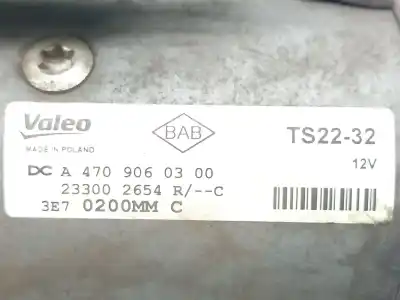 Valeo
MADE IN POLAND
BAB
TS22-32
12V
DC A 470 906 03 00
23300 2654 R/--C
3E7 0200MM C